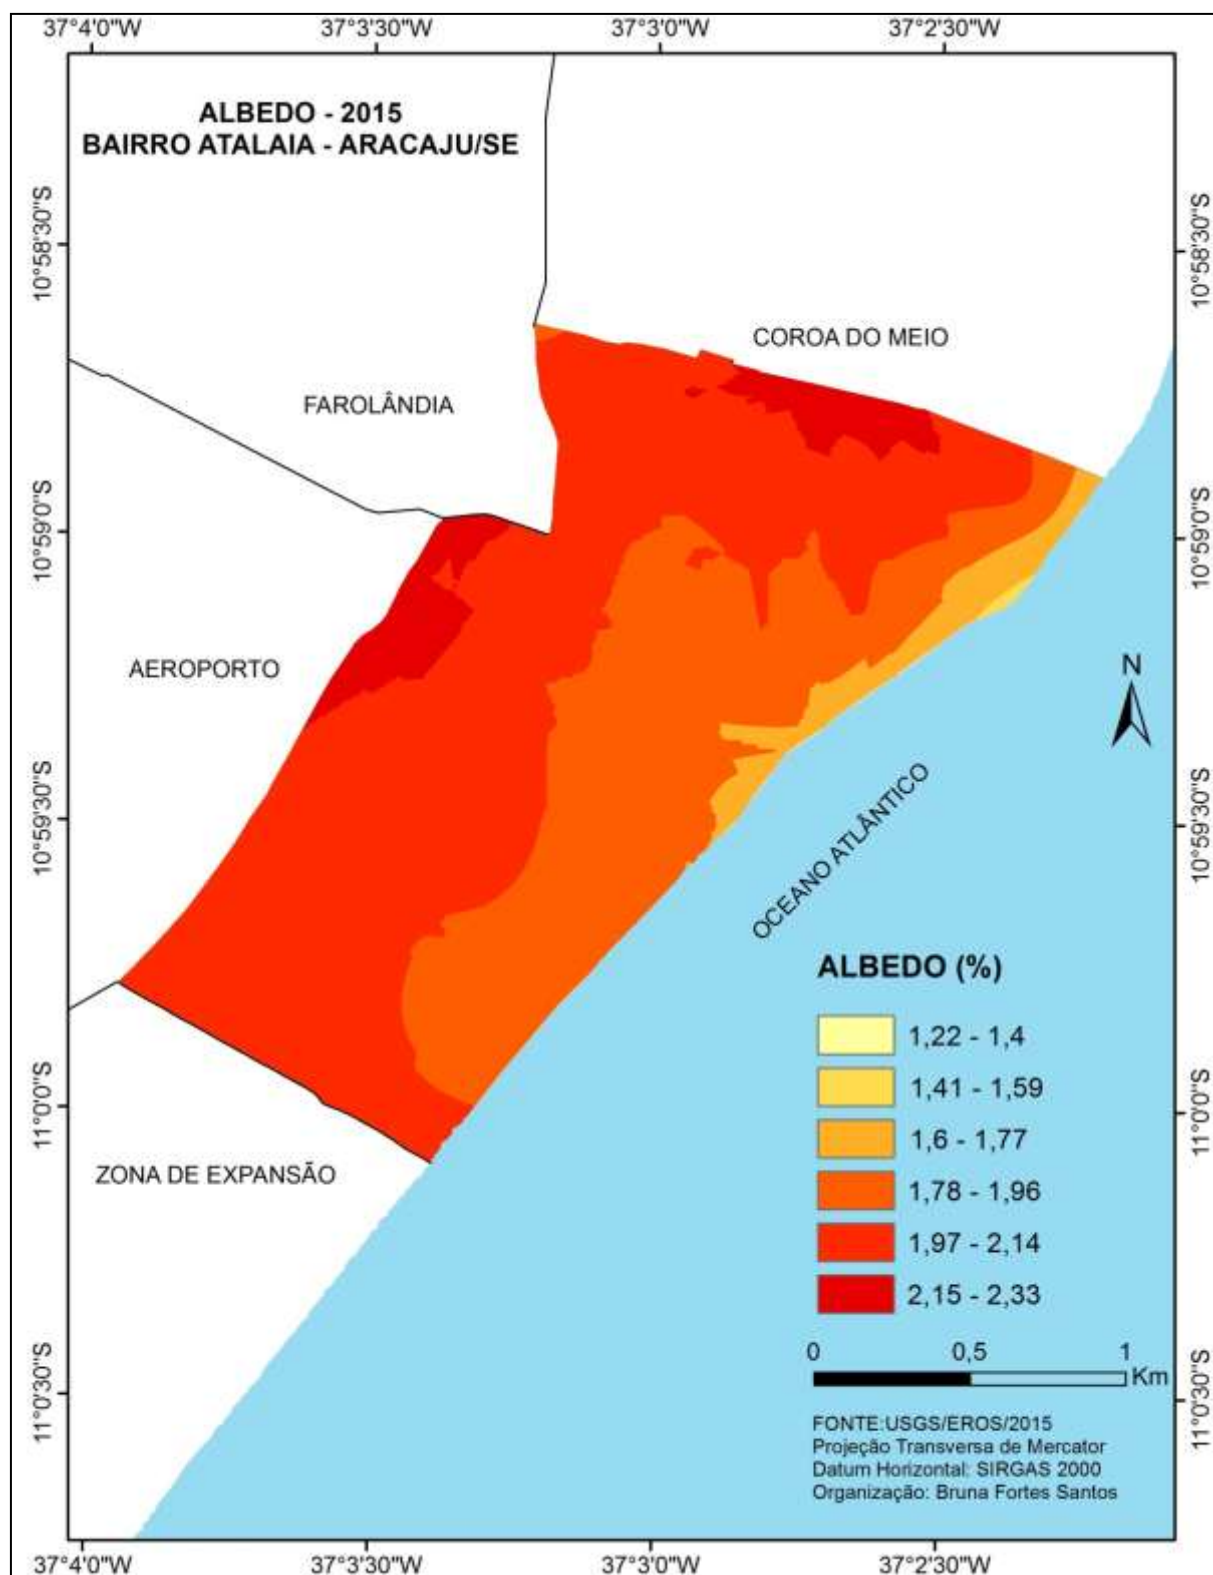 37°4'0"W
37°3'30"W
37°3'0"W
37°2'30"W
ALBEDO - 2015
BAIRRO ATALAIA - ARACAJU/SE
10°58'30"S
10°58'30"S
COROA DO MEIO
FAROLÂNDIA
10°59'0"S
10°59'0"S
AEROPORTO
N
10°59'30"S
10°59'30"S
OCEANO ATLÂNTICO
ALBEDO (%)
1,22 - 1,4
1,41 - 1,59
1,6 - 1,77
1,78 - 1,96
1,97 - 2,14
2,15 - 2,33
11°0'0"S
11°0'0"S
ZONA DE EXPANSÃO
0 0,5 1
Km
11°0'30"S
11°0'30"S
FONTE:USGS/EROS/2015
Projeção Transversa de Mercator
Datum Horizontal: SIRGAS 2000
Organização: Bruna Fortes Santos
37°4'0"W
37°3'30"W
37°3'0"W
37°2'30"W